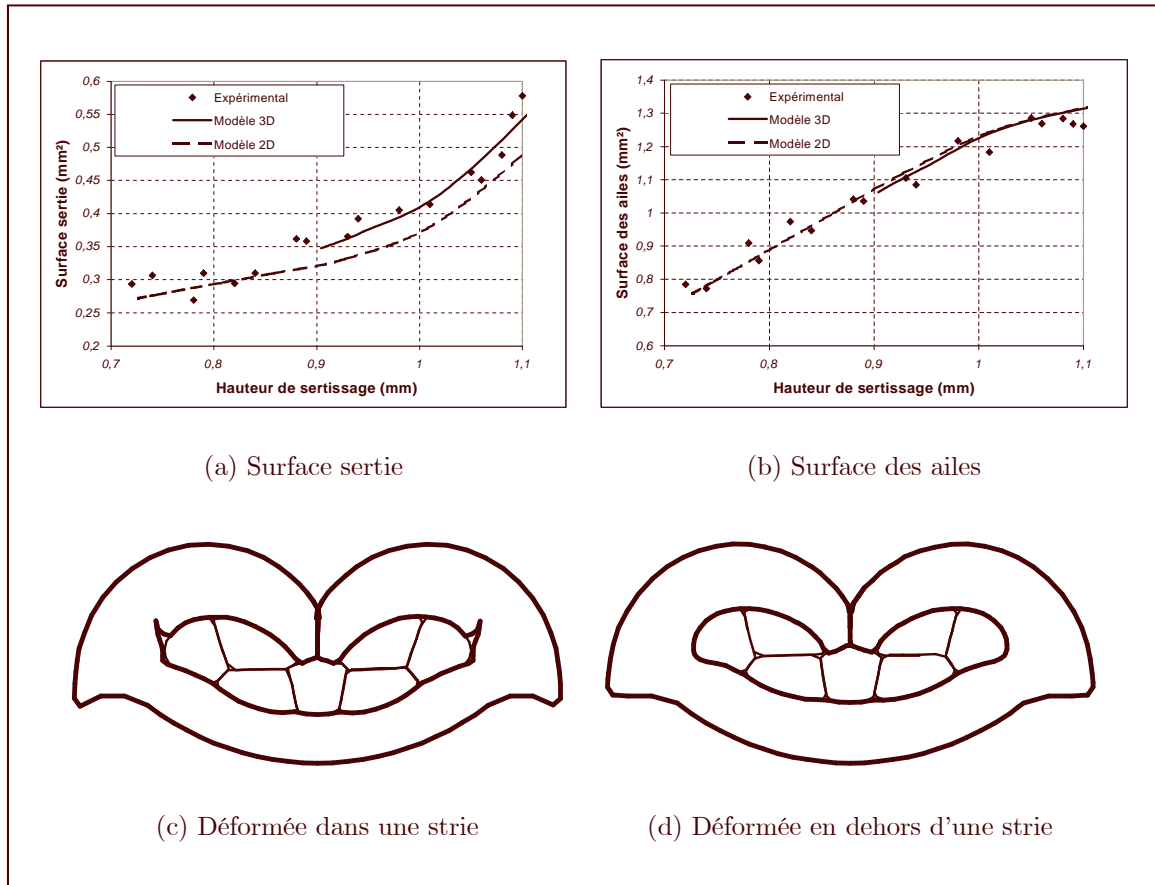 0,6
0,55
0,5
0,45
0,4
0,35
0,3
0,25
0,2
Surface sertie (mm²)
Expérimental
Modèle 3D
Modèle 2D
0,7 0,8 0,9 1 1,1
Hauteur de sertissage (mm)
(a) Surface sertie
1,4
1,3
1,2
1,1
1
0,9
0,8
0,7
0,6
Surface des ailes (mm²)
Expérimental
Modèle 3D
Modèle 2D
0,7 0,8 0,9 1 1,1
Hauteur de sertissage (mm)
(b) Surface des ailes
(c) Déformée dans une strie
(d) Déformée en dehors d'une strie